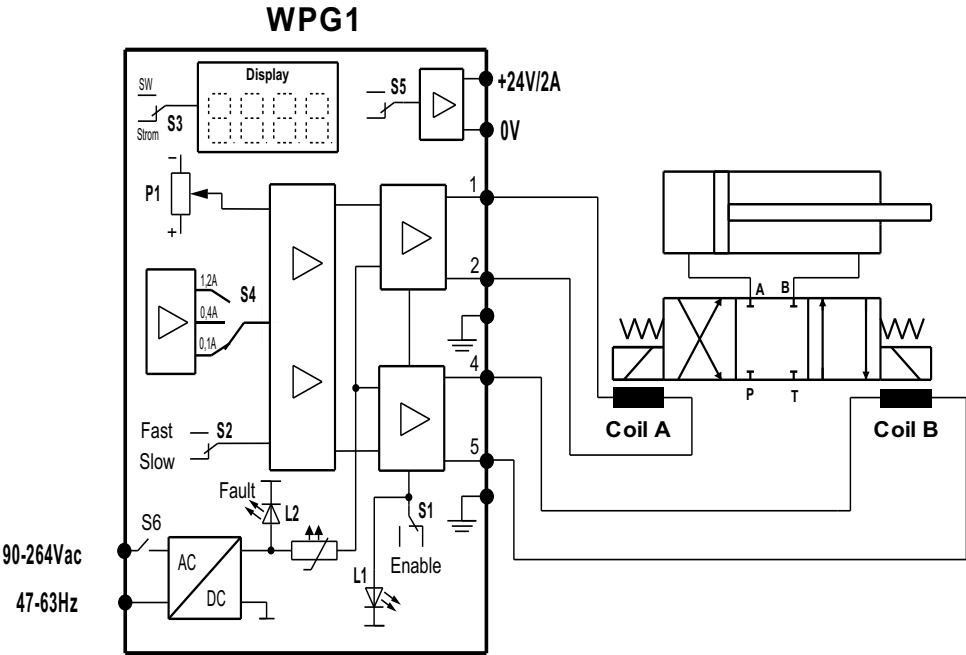 WPG1
Display
SW
S3
Strom
S5
+24V/2A
0V
P1
−
+
1
2
4
5
1,2A
0,4A
0,1A
S4
Fast
Slow
S2
Fault
L2
S1
Enable
L1
S6
AC
DC
90-264Vac
47-63Hz
A
B
P
T
Coil A
Coil B